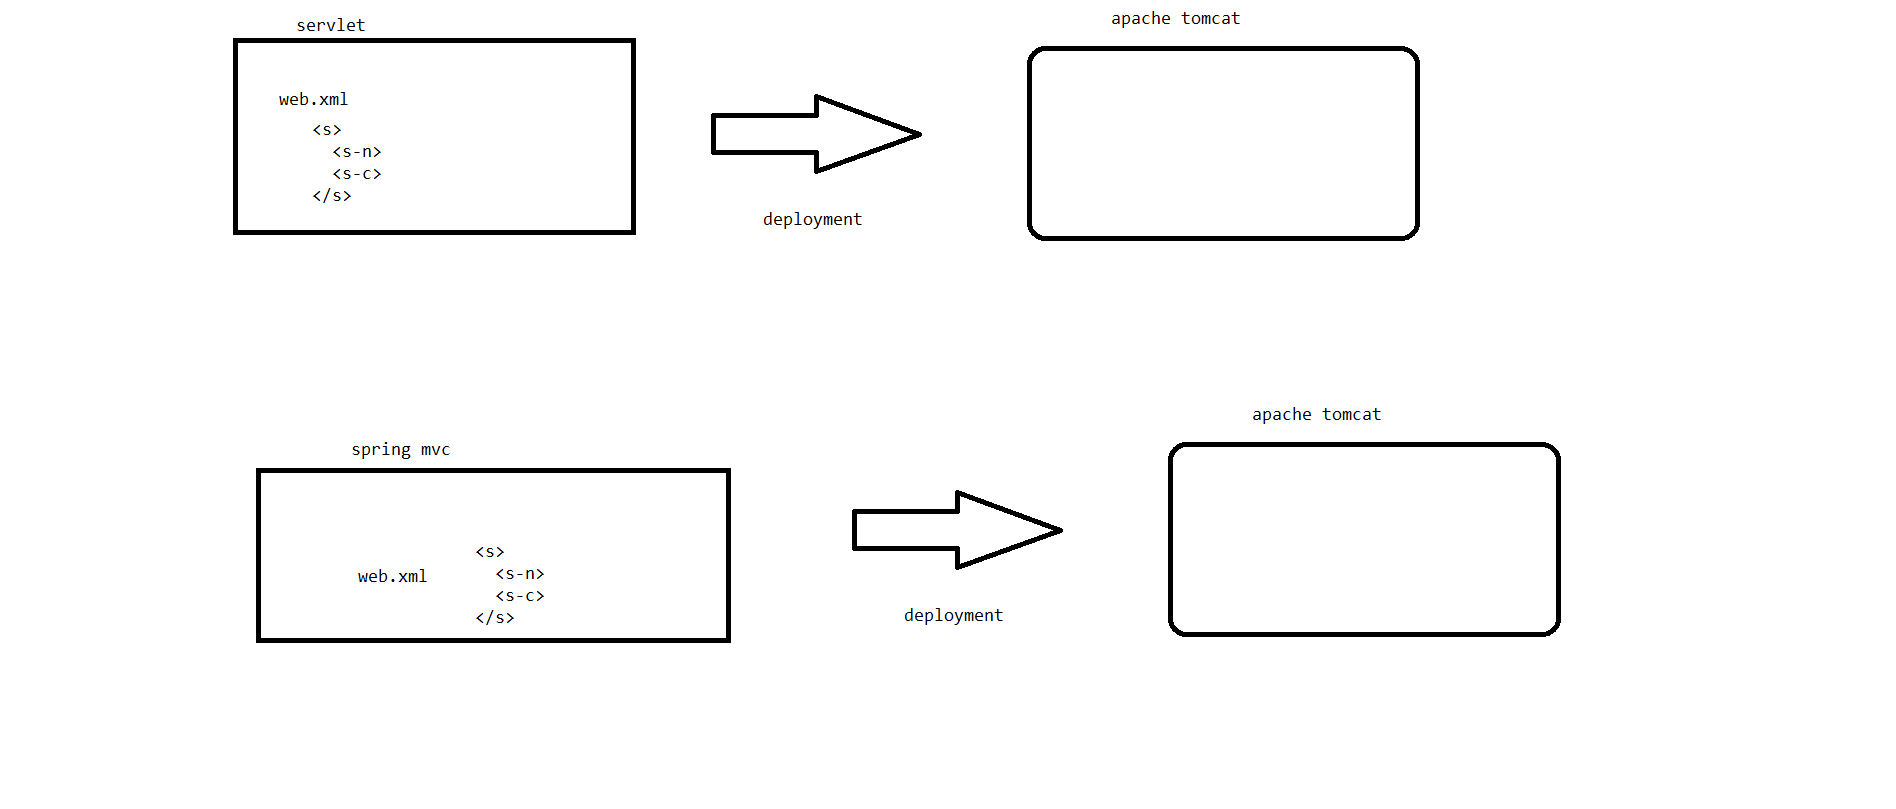 servlet
apache tomcat
web.xml
<s>
<s-n>
<s-c>
</s>
deployment
apache tomcat
spring mvc
<s>
web.xml
<s-n>
<s-c>
</s>
deployment